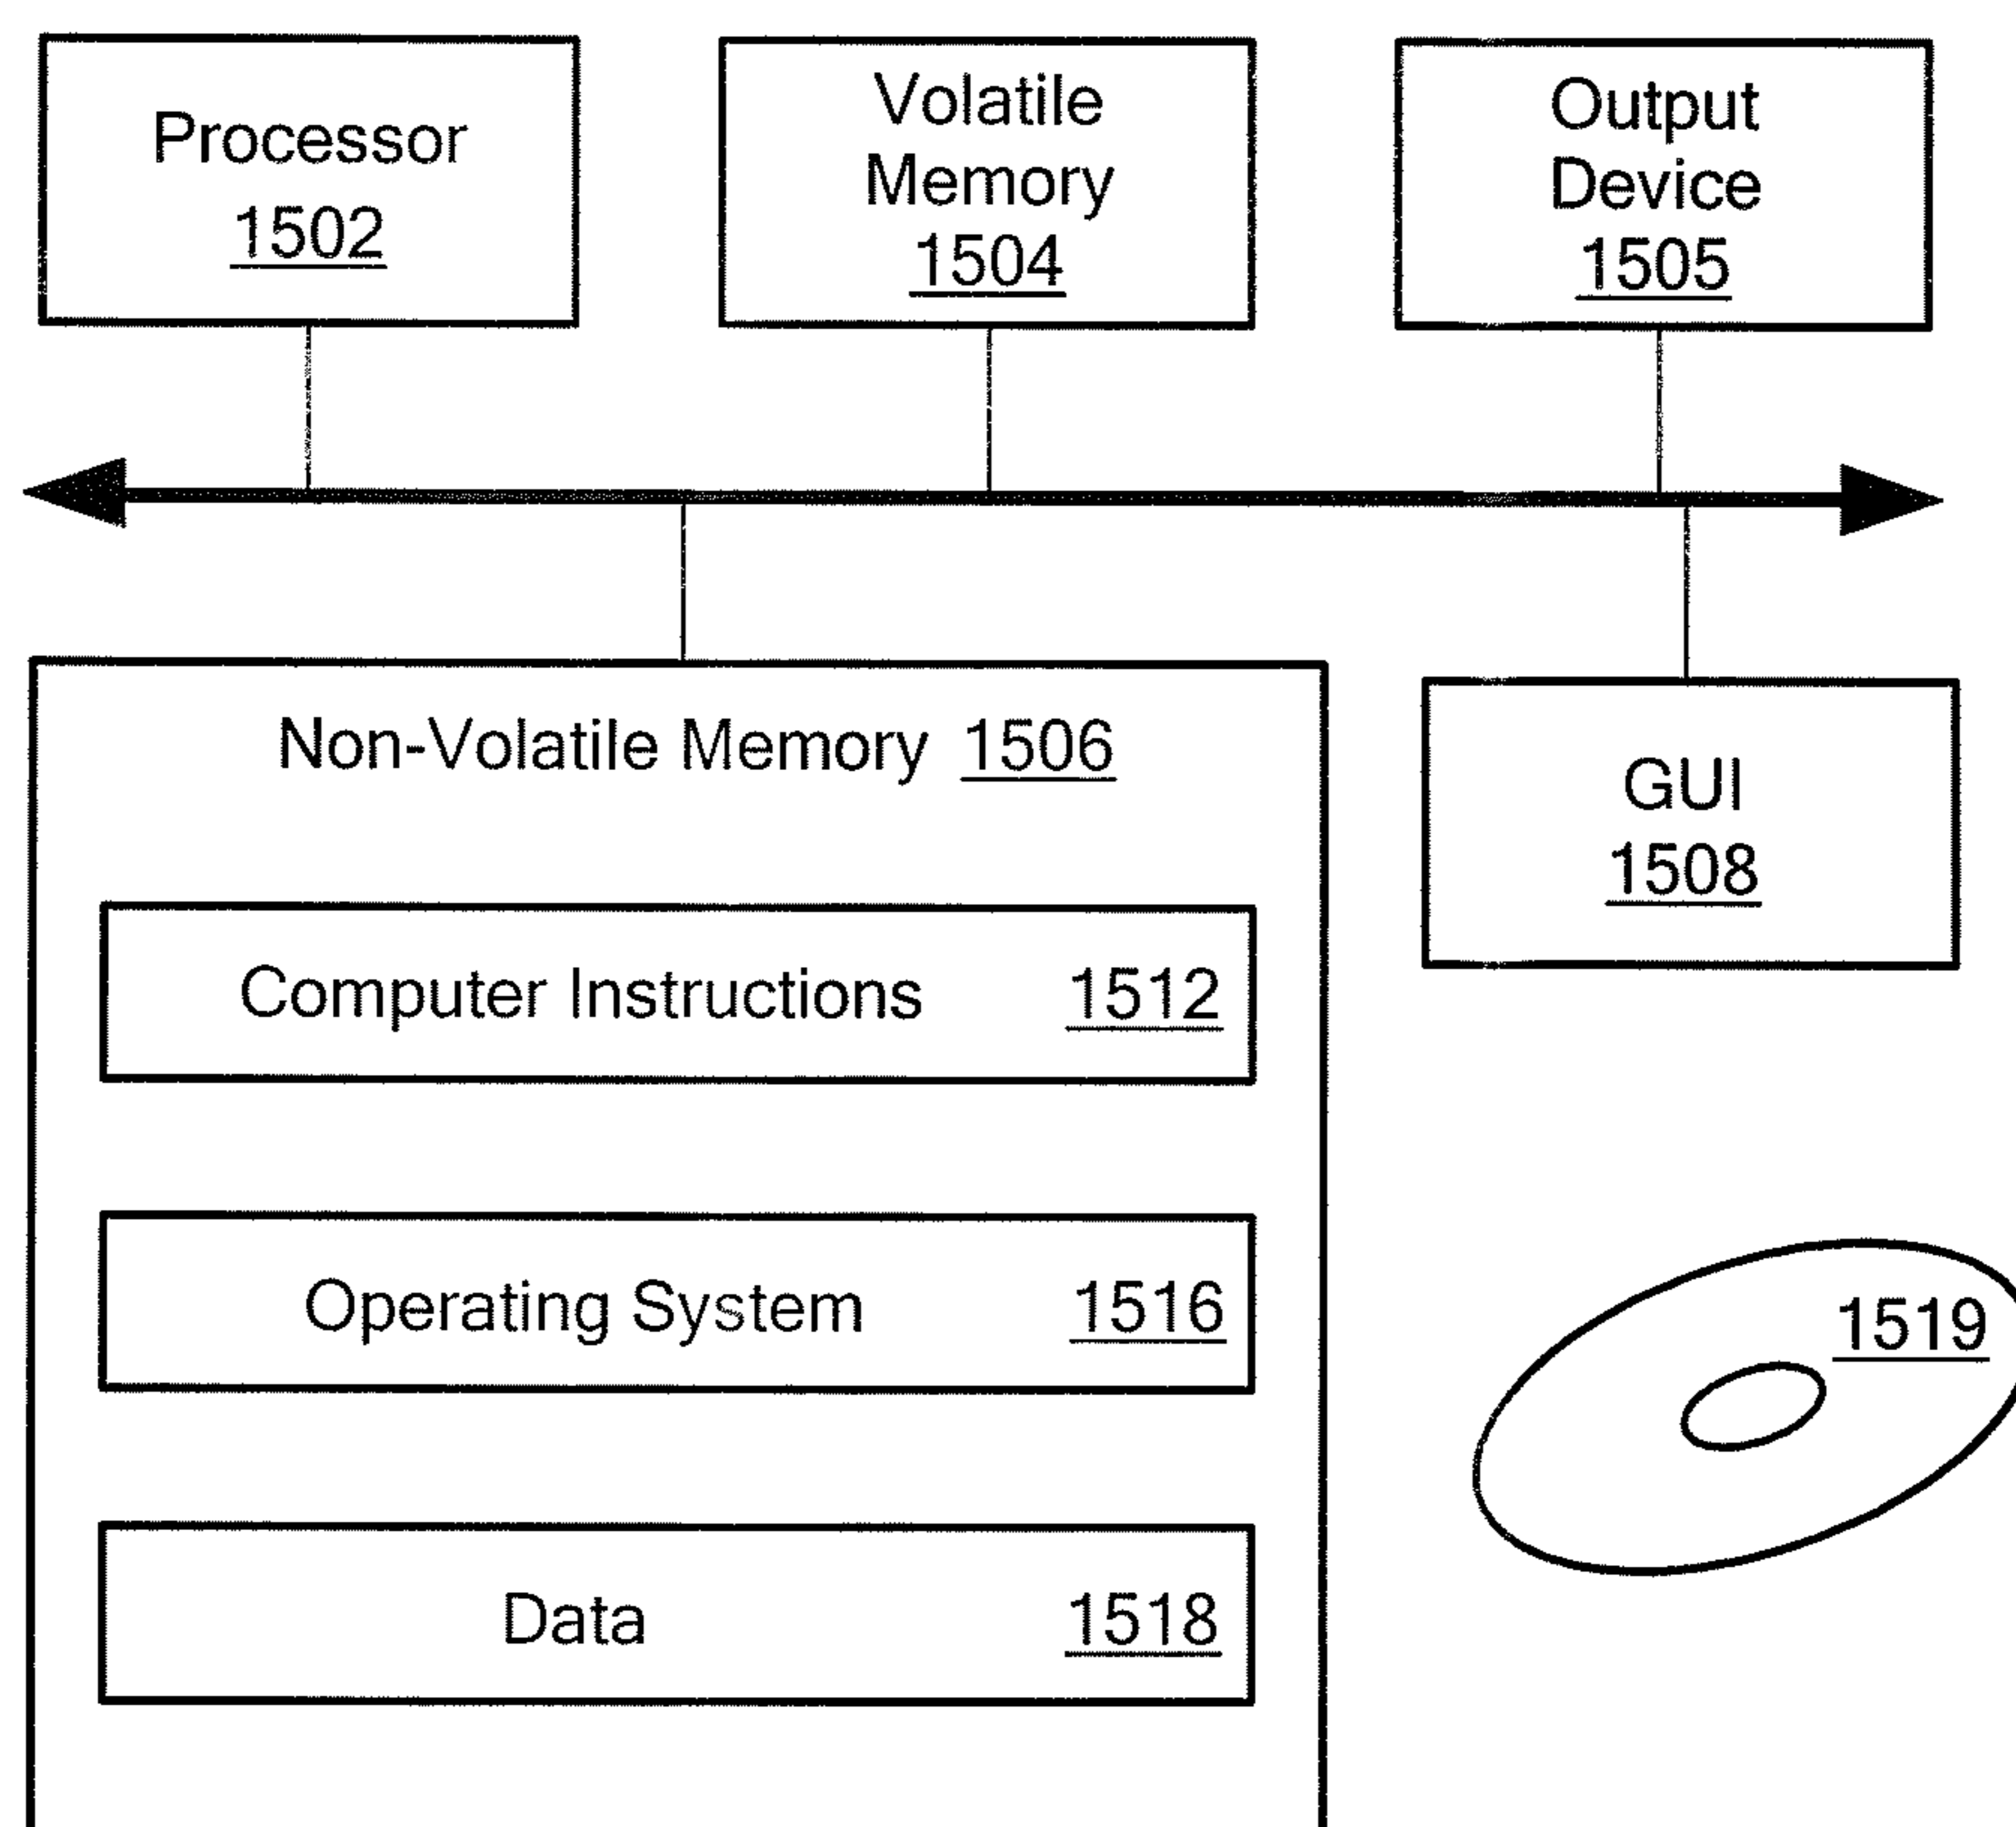 Processor
1502
Volatile
Memory
1504
Output
Device
1505
Non-Volatile Memory 1506
GUI
1508
Computer Instructions 1512
Operating System 1516
1519
Data 1518